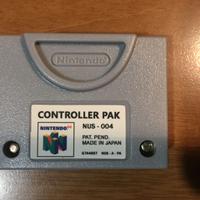 Nintendo
CONTROLLER PAK
NINTENDO 64
NUS - 004
PAT. PEND.
MADE IN JAPAN